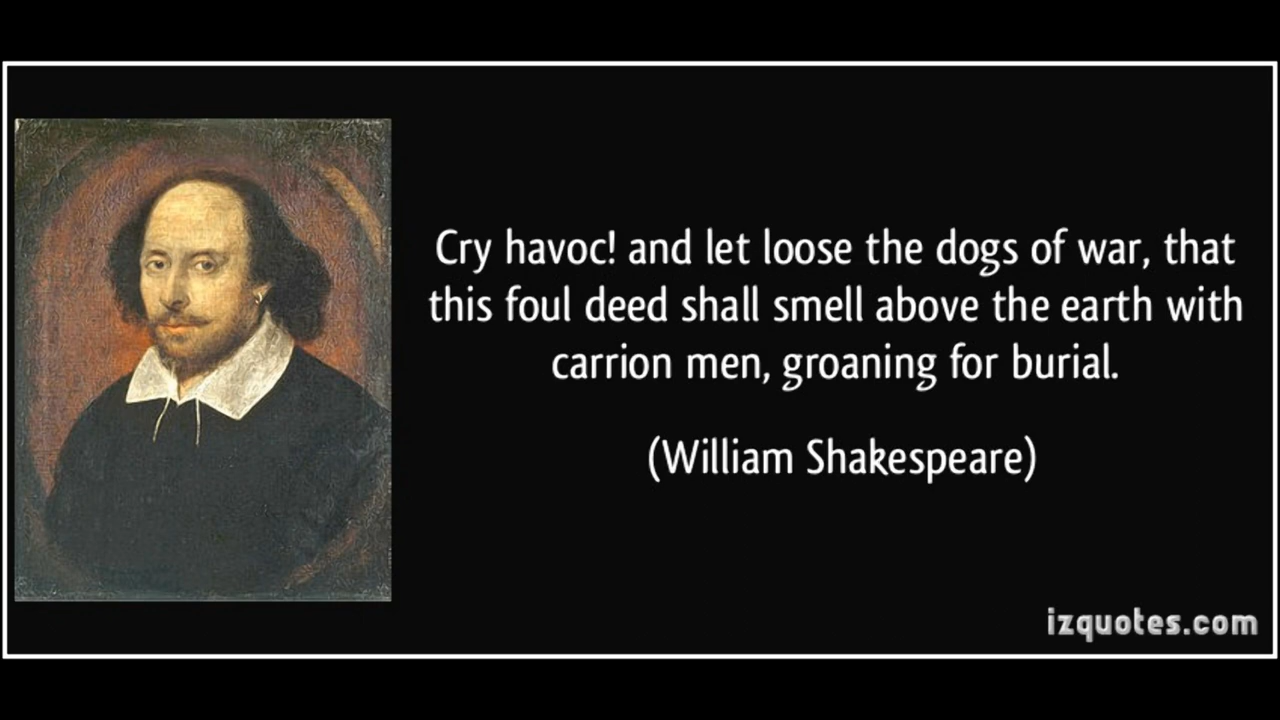 Cry havoc! and let loose the dogs of war, that
this foul deed shall smell above the earth with
carrion men, groaning for burial.
(William Shakespeare)
izquotes.com